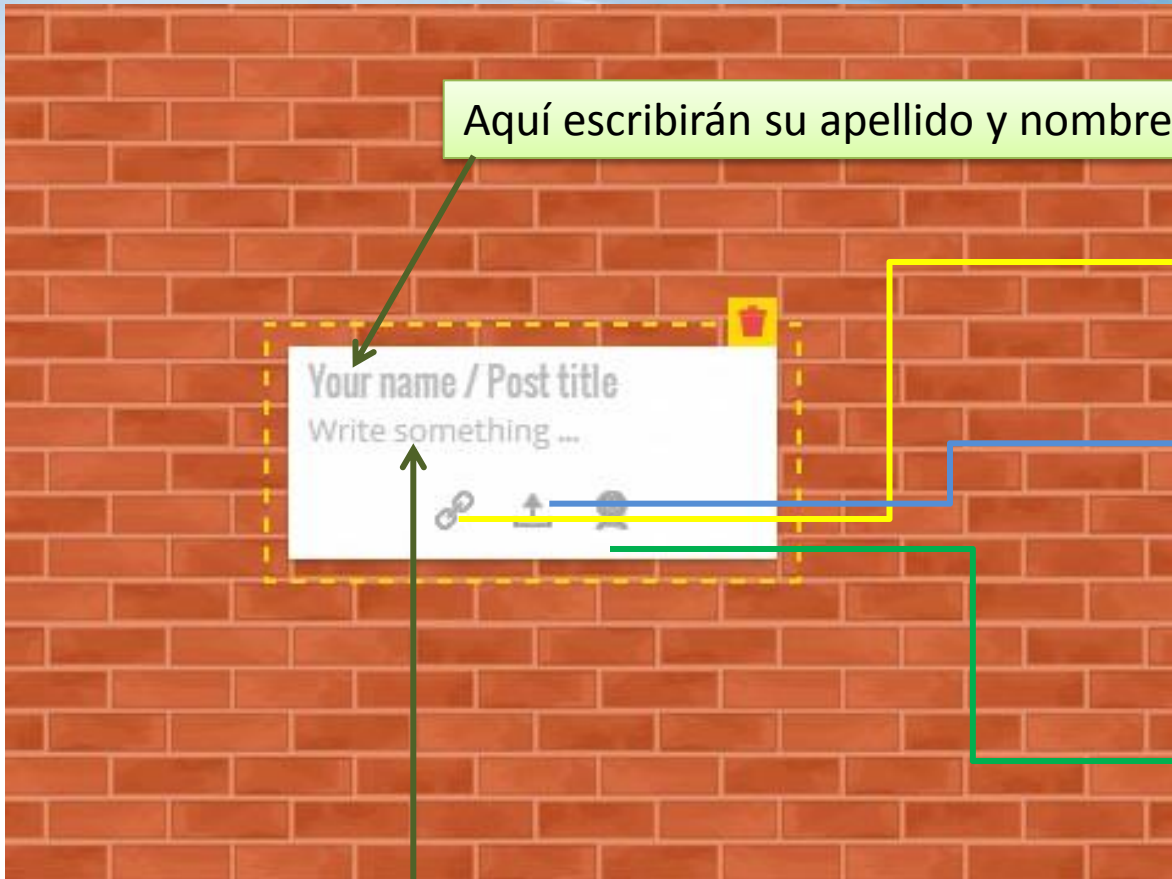 Aquí escribirán su apellido y nombre
Your name / Post title
Write something ...